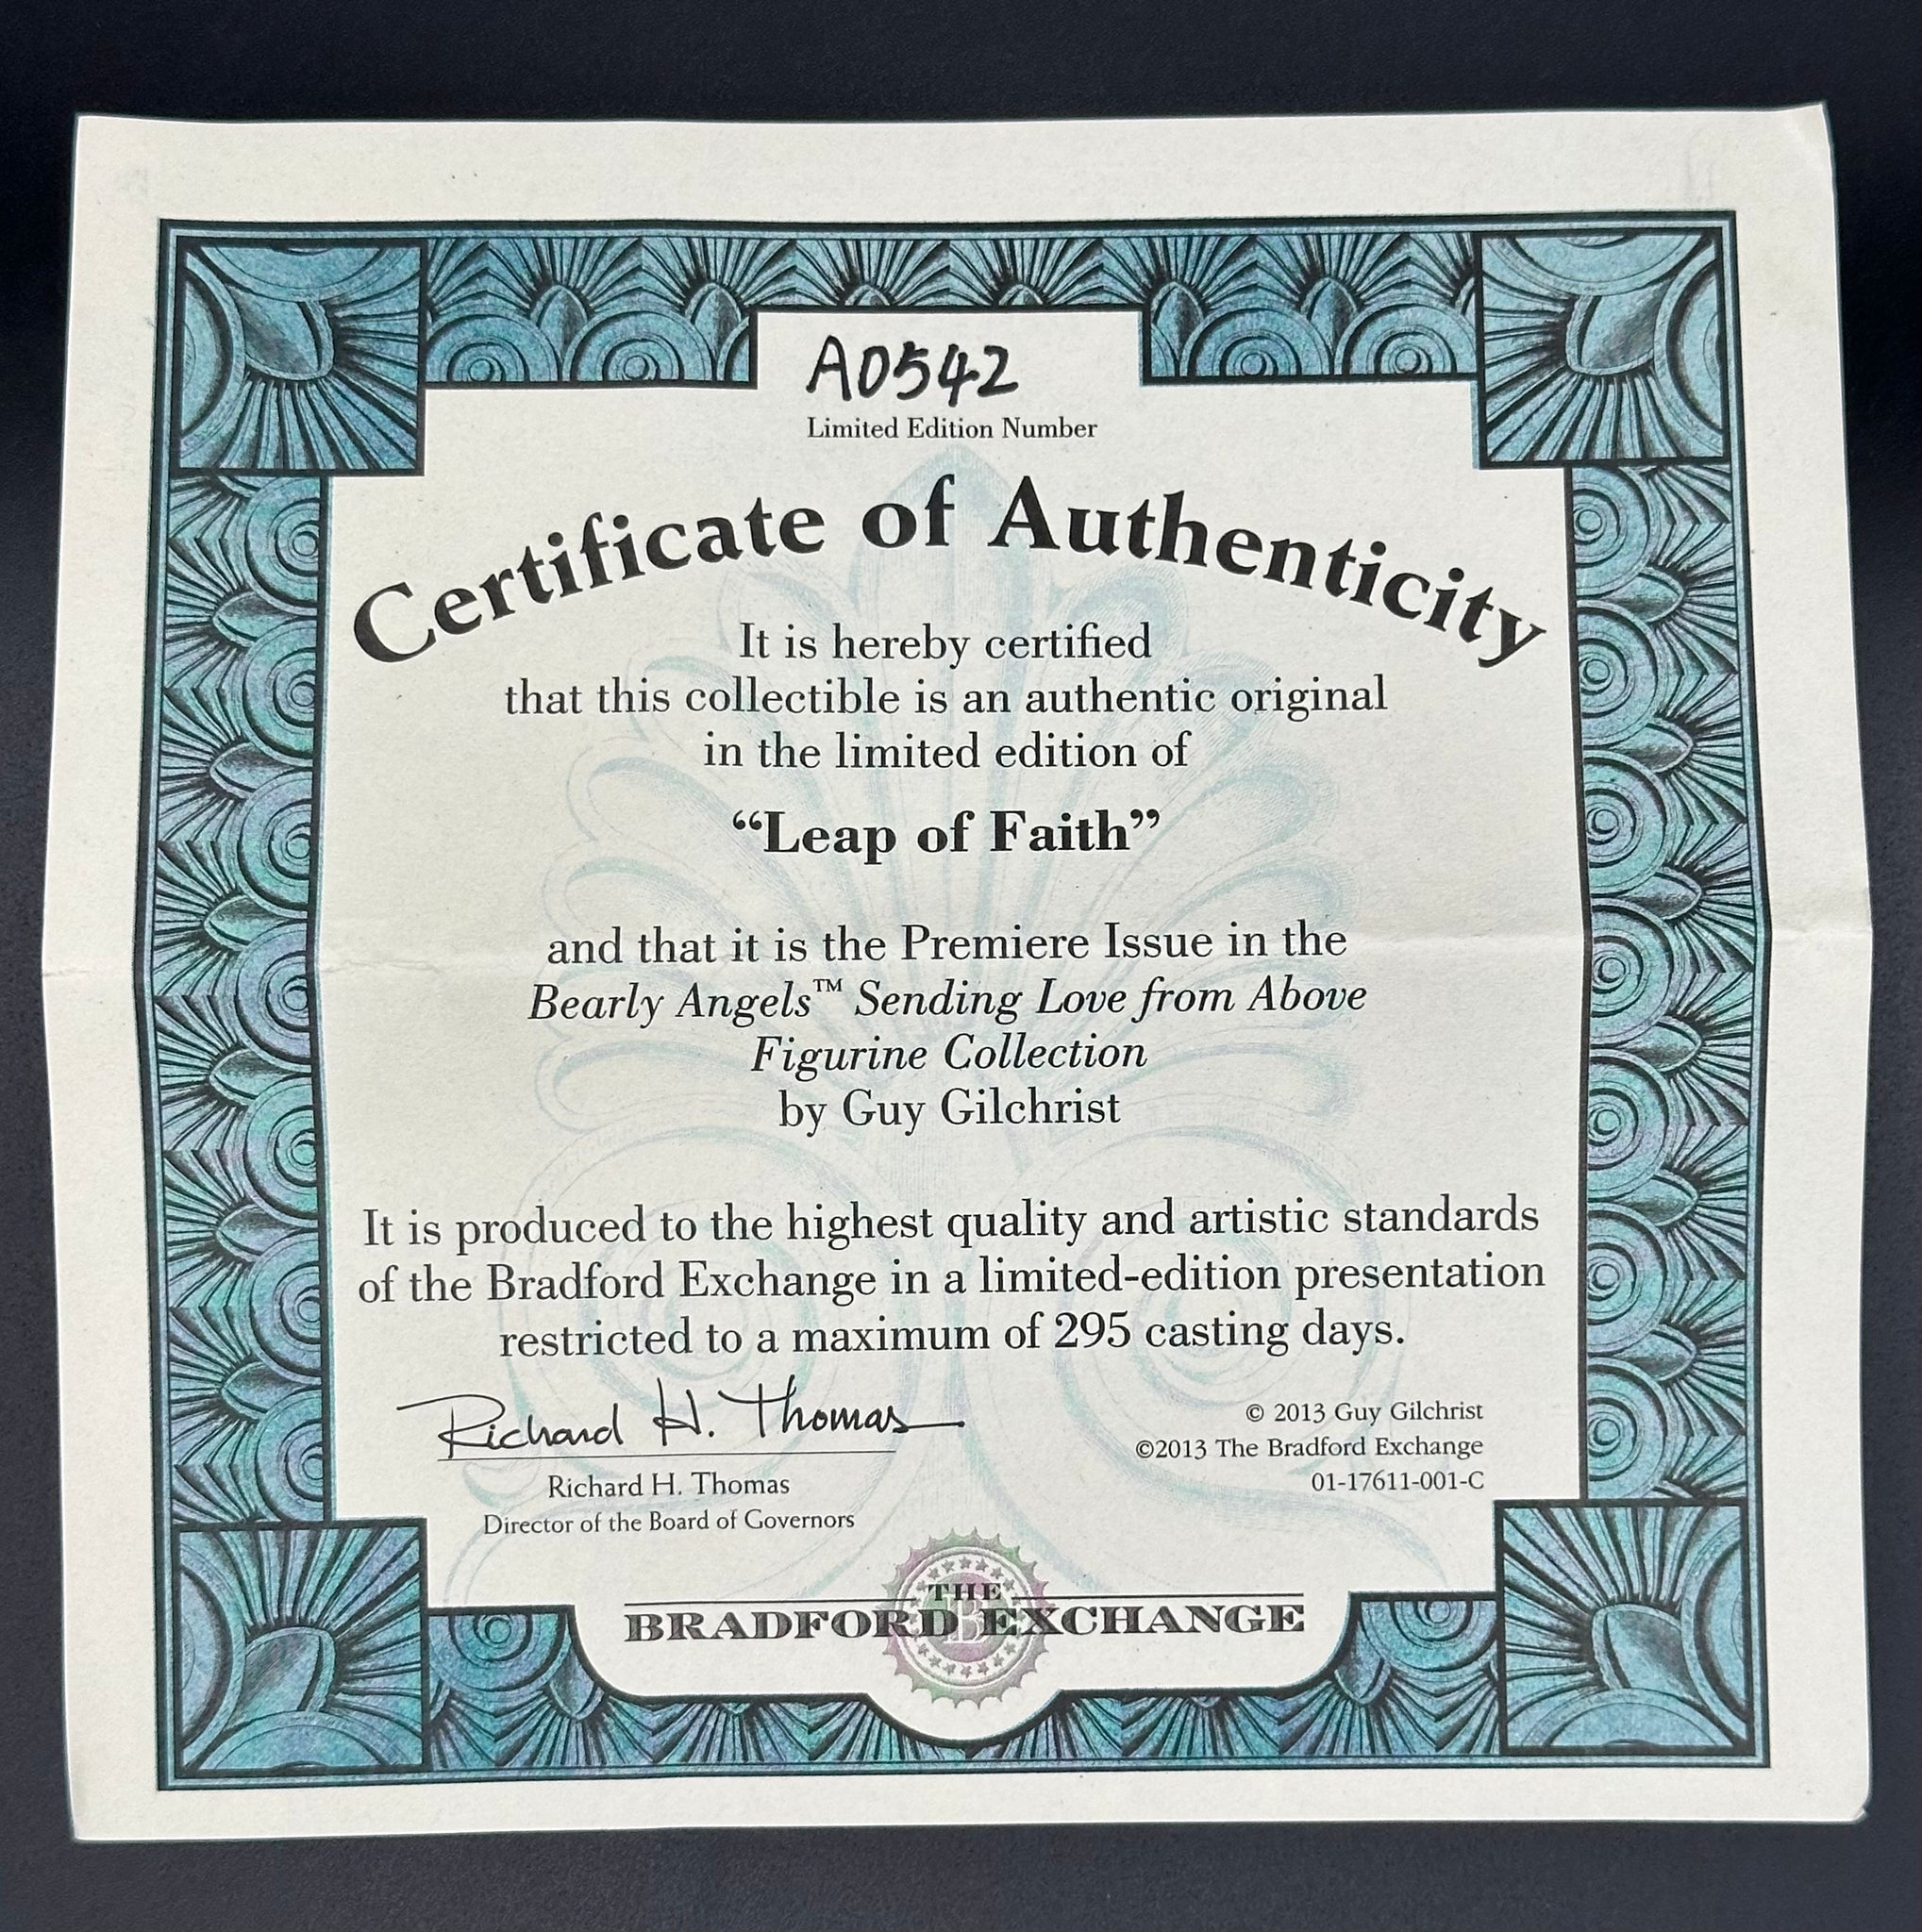 A0542
Limited Edition Number
Certificate of Authenticity
It is hereby certified
that this collectible is an authentic original
in the limited edition of
“Leap of Faith”
and that it is the Premiere Issue in the
Bearly Angels™ Sending Love from Above
Figurine Collection
by Guy Gilchrist
It is produced to the highest quality and artistic standards
of the Bradford Exchange in a limited-edition presentation
restricted to a maximum of 295 casting days.
Richard H. Thomas
Richard H. Thomas
Director of the Board of Governors
© 2013 Guy Gilchrist
©2013 The Bradford Exchange
01-17611-001-C
THE
BRADFORD EXCHANGE
B